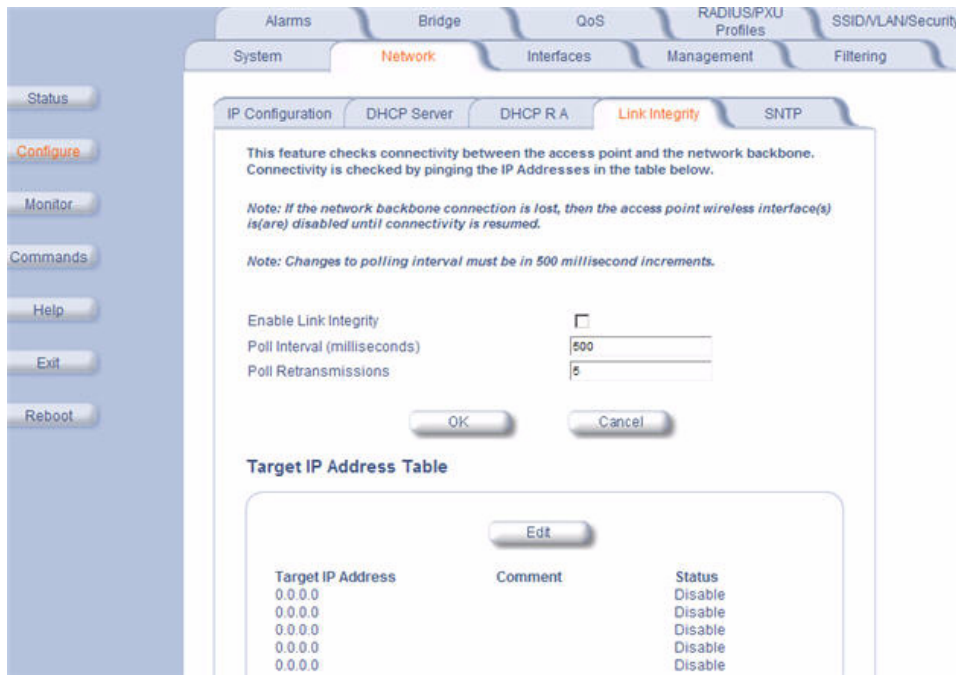 Alarms Bridge QoS RADIUS/PXU Profiles SSID/VLAN/Security
System Network Interfaces Management Filtering
Status
Configure
Monitor
Commands
Help
Exit
Reboot
IP Configuration DHCP Server DHCP R A Link Integrity SNTP
This feature checks connectivity between the access point and the network backbone.
Connectivity is checked by pinging the IP Addresses in the table below.
Note: If the network backbone connection is lost, then the access point wireless interface(s)
is(are) disabled until connectivity is resumed.
Note: Changes to polling interval must be in 500 millisecond increments.
Enable Link Integrity
Poll Interval (milliseconds) 500
Poll Retransmissions 5
OK Cancel
Target IP Address Table
Edit
Target IP Address Comment Status
0.0.0.0 Disable
0.0.0.0 Disable
0.0.0.0 Disable
0.0.0.0 Disable
0.0.0.0 Disable